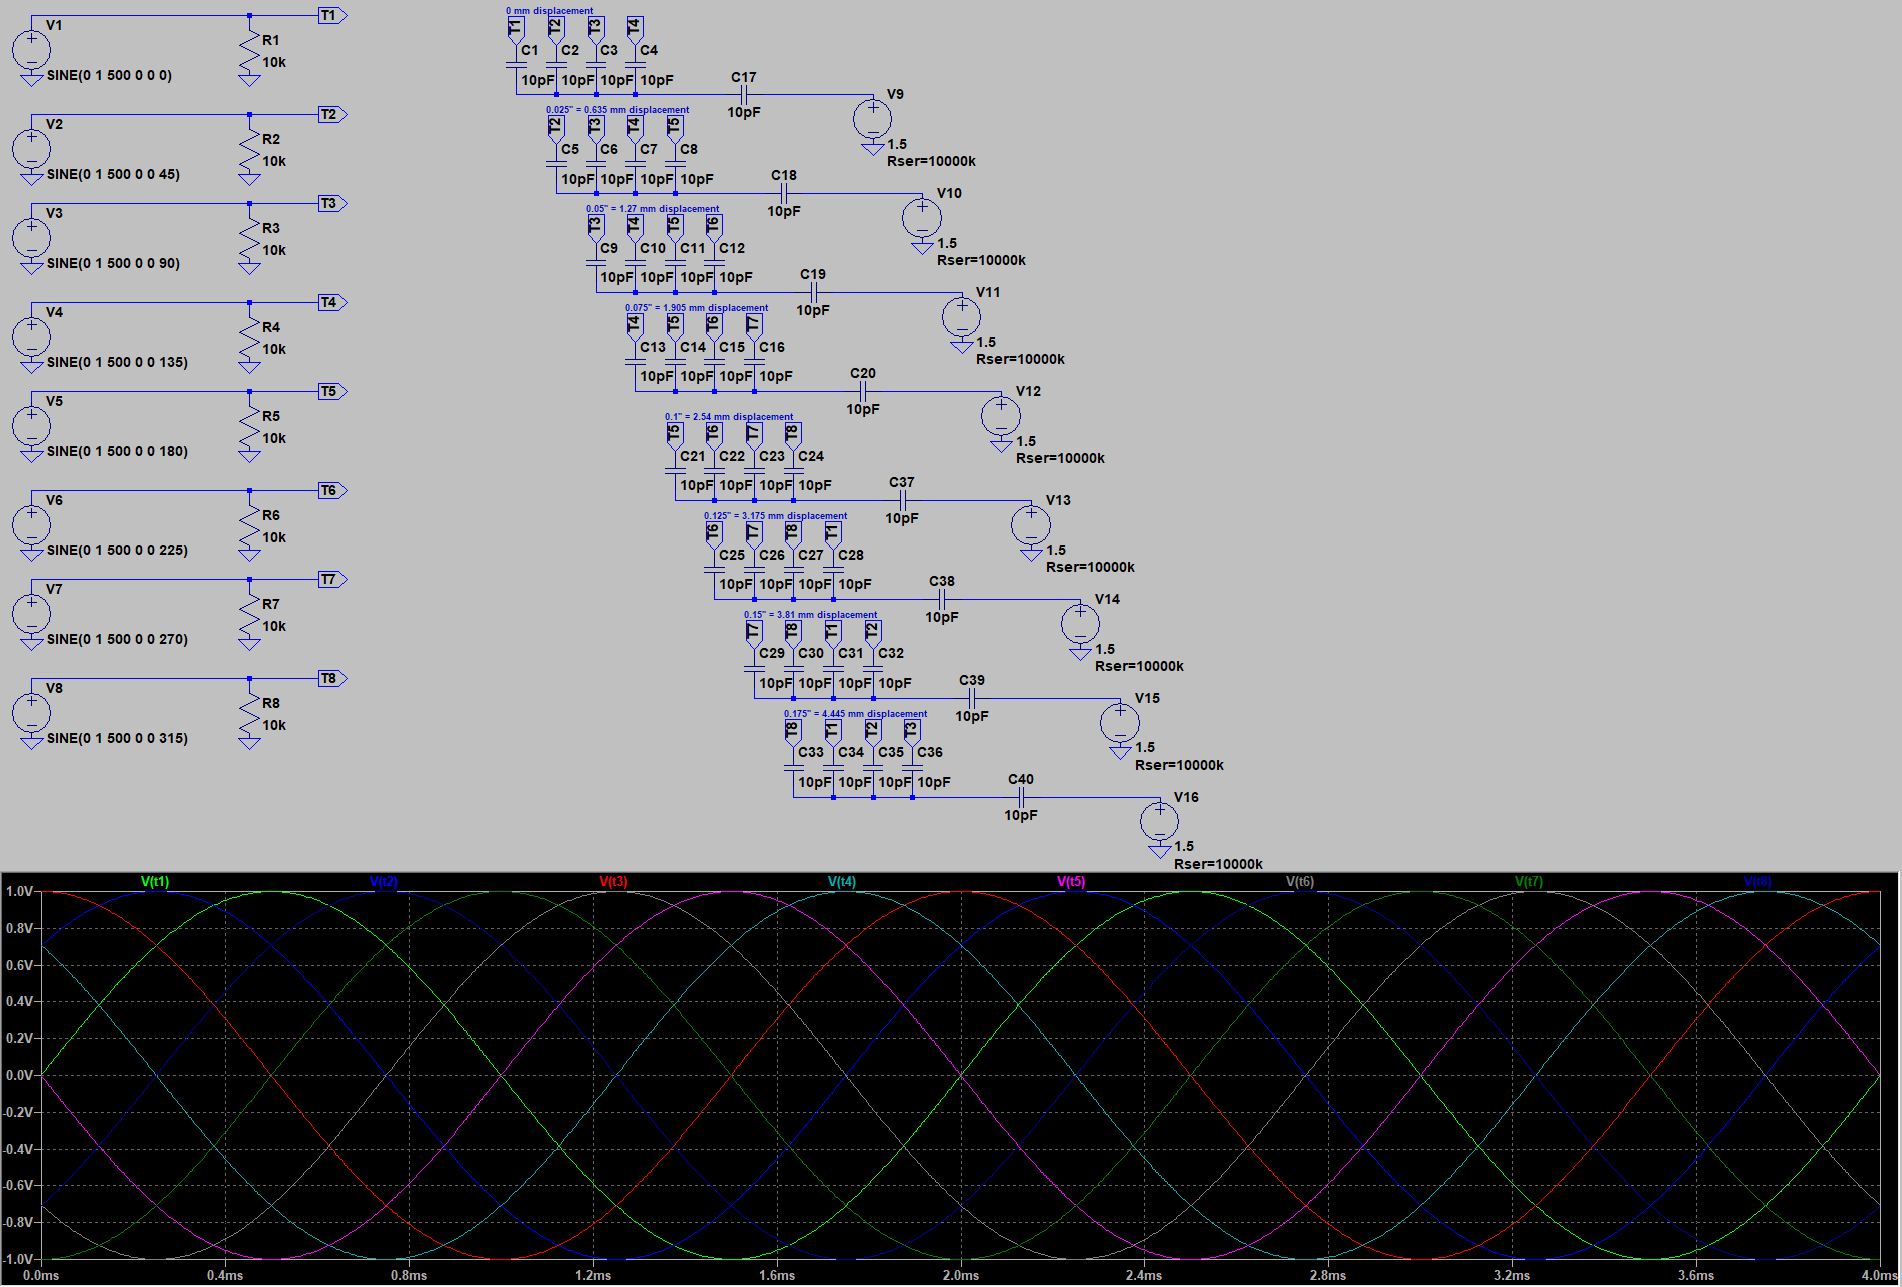 V1
SINE(0 1 500 0 0 0)
R1
10k
T1
V2
SINE(0 1 500 0 0 45)
R2
10k
T2
V3
SINE(0 1 500 0 0 90)
R3
10k
T3
V4
SINE(0 1 500 0 0 135)
R4
10k
T4
V5
SINE(0 1 500 0 0 180)
R5
10k
T5
V6
SINE(0 1 500 0 0 225)
R6
10k
T6
V7
SINE(0 1 500 0 0 270)
R7
10k
T7
V8
SINE(0 1 500 0 0 315)
R8
10k
T8
0 mm displacement
T1 T2 T3 T4
C1 C2 C3 C4
10pF 10pF 10pF 10pF
C17
10pF
V9
1.5
Rser=10000k
0.025" = 0.635 mm displacement
T2 T3 T4 T5
C5 C6 C7 C8
10pF 10pF 10pF 10pF
C18
10pF
V10
1.5
Rser=10000k
0.05" = 1.27 mm displacement
T3 T4 T5 T6
C9 C10 C11 C12
10pF 10pF 10pF 10pF
C19
10pF
V11
1.5
Rser=10000k
0.075" = 1.905 mm displacement
T4 T5 T6 T7
C13 C14 C15 C16
10pF 10pF 10pF 10pF
C20
10pF
V12
1.5
Rser=10000k
0.1" = 2.54 mm displacement
T5 T6 T7 T8
C21 C22 C23 C24
10pF 10pF 10pF 10pF
C37
10pF
V13
1.5
Rser=10000k
0.125" = 3.175 mm displacement
T6 T7 T8 T1
C25 C26 C27 C28
10pF 10pF 10pF 10pF
C38
10pF
V14
1.5
Rser=10000k
0.15" = 3.81 mm displacement
T7 T8 T1 T2
C29 C30 C31 C32
10pF 10pF 10pF 10pF
C39
10pF
V15
1.5
Rser=10000k
0.175" = 4.445 mm displacement
T8 T1 T2 T3
C33 C34 C35 C36
10pF 10pF 10pF 10pF
C40
10pF
V16
1.5
Rser=10000k
V(t1) V(t2) V(t3) V(t4) V(t5) V(t6) V(t7) V(t8)
1.0V
0.8V
0.6V
0.4V
0.2V
0.0V
-0.2V
-0.4V
-0.6V
-0.8V
-1.0V
0.0ms 0.4ms 0.8ms 1.2ms 1.6ms 2.0ms 2.4ms 2.8ms 3.2ms 3.6ms 4.0ms